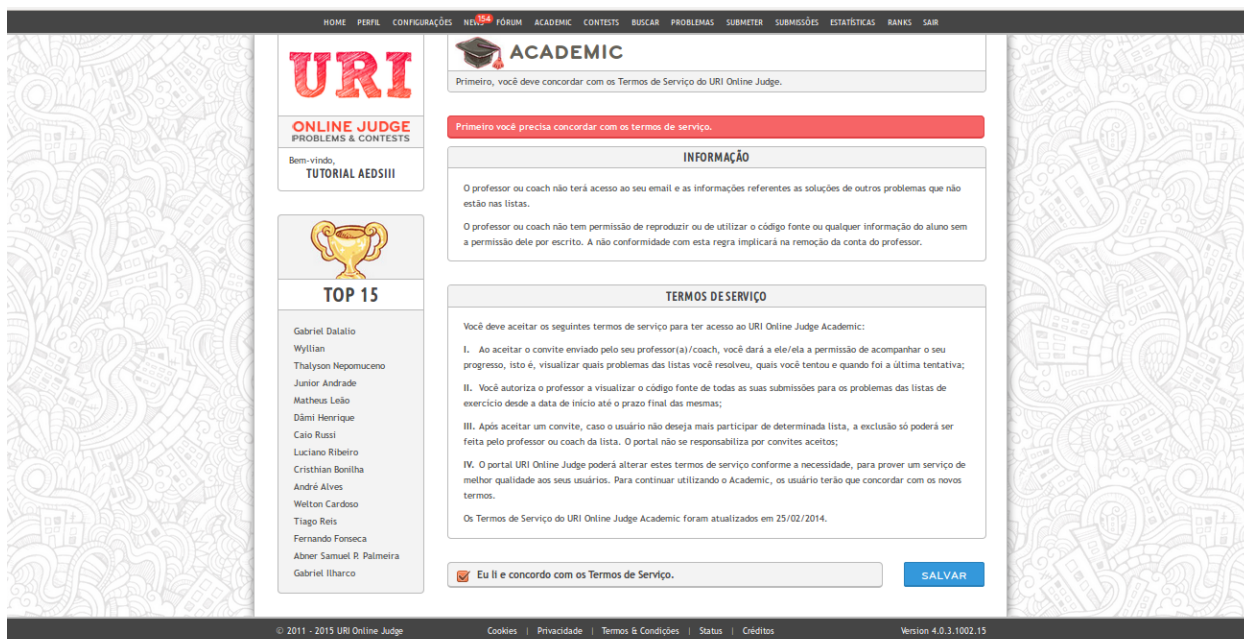 HOME PERFIL CONFIGURAÇÕES NEWS 154 FÓRUM ACADEMIC CONTESTS BUSCAR PROBLEMAS SUBMETER SUBMISSÕES ESTATÍSTICAS RANKS SAIR
URI
ONLINE JUDGE
PROBLEMS & CONTESTS
Bem-vindo,
TUTORIAL AEDSIII
TOP 15
Gabriel Dalalio
Wyllian
Thalyson Nepomuceno
Junior Andrade
Matheus Leão
Dâmi Henrique
Caio Russi
Luciano Ribeiro
Cristhian Bonilha
André Alves
Welton Cardoso
Tiago Reis
Fernando Fonseca
Abner Samuel P. Palmeira
Gabriel Ilharco
ACADEMIC
Primeiro, você deve concordar com os Termos de Serviço do URI Online Judge.
Primeiro você precisa concordar com os termos de serviço.
INFORMAÇÃO
O professor ou coach não terá acesso ao seu email e as informações referentes as soluções de outros problemas que não
estão nas listas.
O professor ou coach não tem permissão de reproduzir ou de utilizar o código fonte ou qualquer informação do aluno sem
a permissão dele por escrito. A não conformidade com esta regra implicará na remoção da conta do professor.
TERMOS DE SERVIÇO
Você deve aceitar os seguintes termos de serviço para ter acesso ao URI Online Judge Academic:
I. Ao aceitar o convite enviado pelo seu professor(a)/coach, você dará a ele/ela a permissão de acompanhar o seu
progresso, isto é, visualizar quais problemas das listas você resolveu, quais você tentou e quando foi a última tentativa;
II. Você autoriza o professor a visualizar o código fonte de todas as suas submissões para os problemas das listas de
exercício desde a data de início até o prazo final das mesmas;
III. Após aceitar um convite, caso o usuário não deseja mais participar de determinada lista, a exclusão só poderá ser
feita pelo professor ou coach da lista. O portal não se responsabiliza por convites aceitos;
IV. O portal URI Online Judge poderá alterar estes termos de serviço conforme a necessidade, para prover um serviço de
melhor qualidade aos seus usuários. Para continuar utilizando o Academic, os usuário terão que concordar com os novos
termos.
Os Termos de Serviço do URI Online Judge Academic foram atualizados em 25/02/2014.
Eu li e concordo com os Termos de Serviço.
SALVAR
© 2011 - 2015 URI Online Judge
Cookies | Privacidade | Termos & Condições | Status | Créditos
Version 4.0.3.1002.15